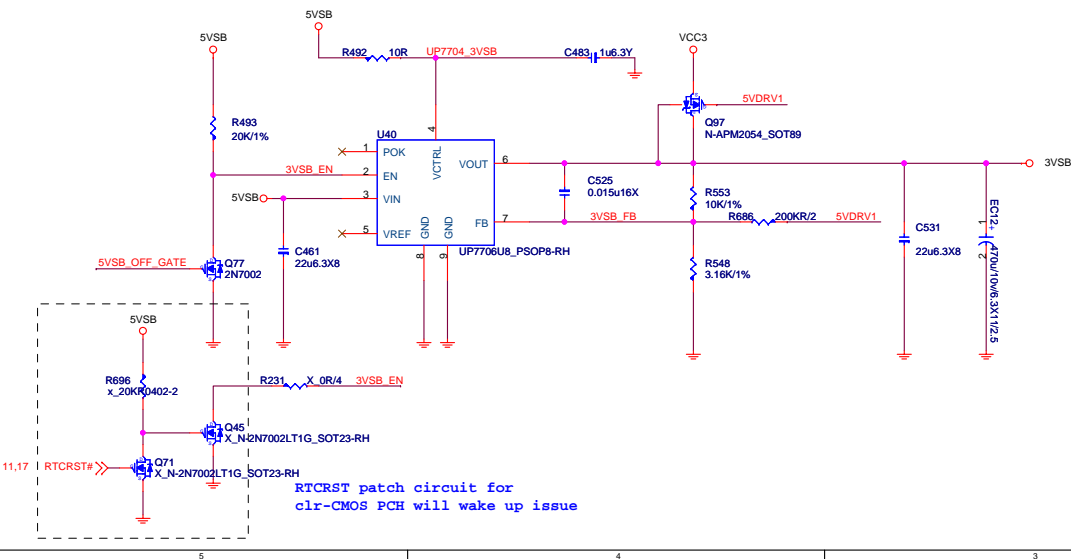 5VSB
5VSB
R492 10R UP7704_3VSB C483 1u6.3Y
VCC3
5VDRV1
Q97
N-APM2054_SOT89
R493
20K/1%
U40
4
VCTRL
1 POK
3VSB_EN 2 EN
5VSB 3 VIN
5 VREF
VOUT 6
FB 7
GND
GND
8
9
UP7706U8_PSOP8-RH
3VSB
C525
0.015u16X
R553
10K/1%
3VSB_FB
R686 200KR/2 5VDRV1
R548
3.16K/1%
C531
22u6.3X8
EC12+
1
2
470u/10v/6.3X11/2.5
C461
22u6.3X8
5VSB_OFF_GATE
Q77
2N7002
5VSB
R696
x_20KR0402-2
R231 X_0R/4 3VSB_EN
Q45
X_N-2N7002LT1G_SOT23-RH
11,17 RTCRST#
Q71
X_N-2N7002LT1G_SOT23-RH
RTCRST patch circuit for
clr-CMOS PCH will wake up issue
5
4
3